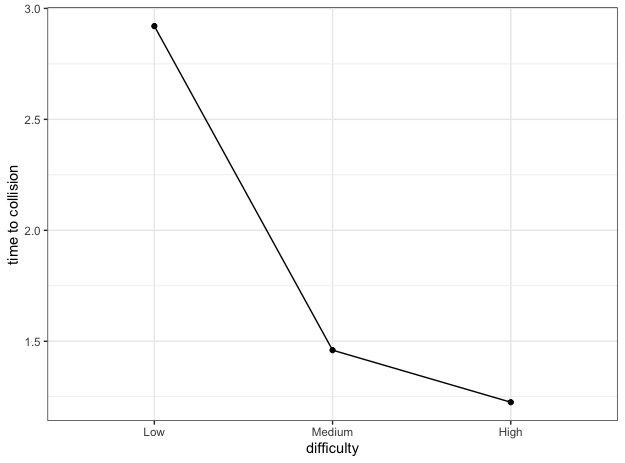 3.0
2.5
2.0
1.5
time to collision
Low Medium High
difficulty